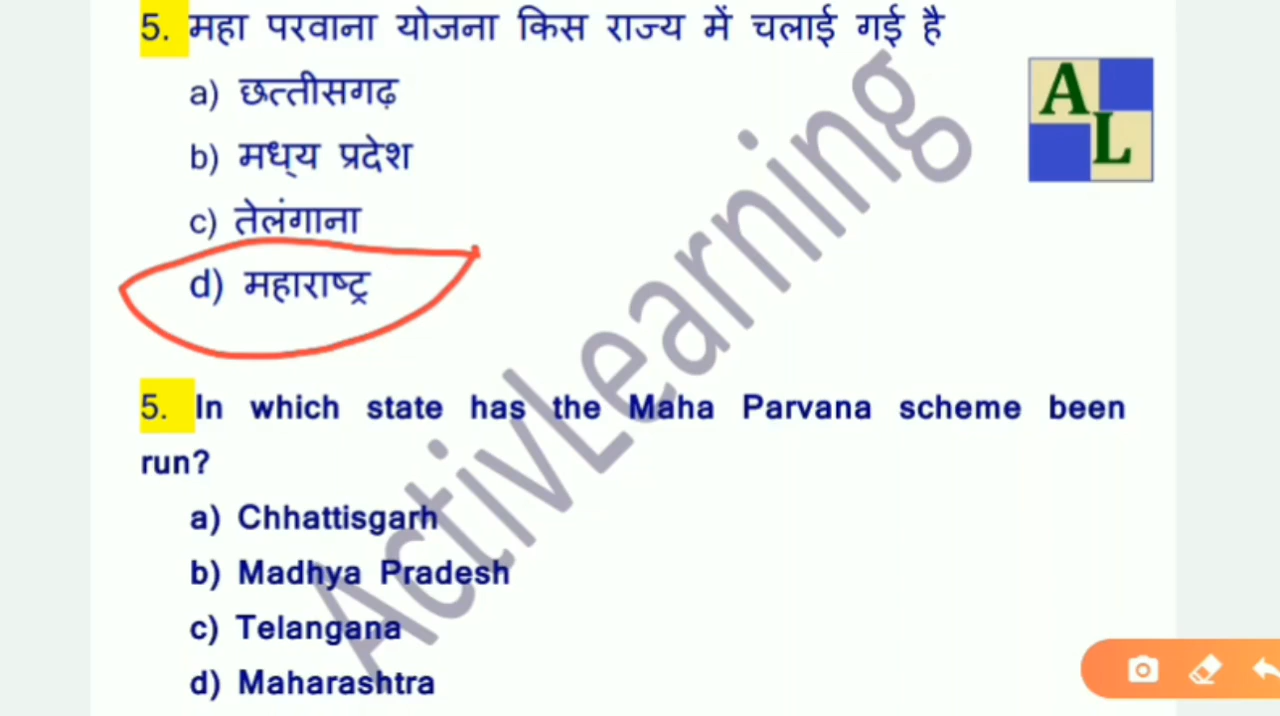 5. महा परवाना योजना किस राज्य में चलाई गई है
a) छत्तीसगढ़
b) मध्य प्रदेश
c) तेलंगाना
d) महाराष्ट्र
5. In which state has the Maha Parvana scheme been
run?
a) Chhattisgarh
b) Madhya Pradesh
c) Telangana
d) Maharashtra
A
L
ActivLearning